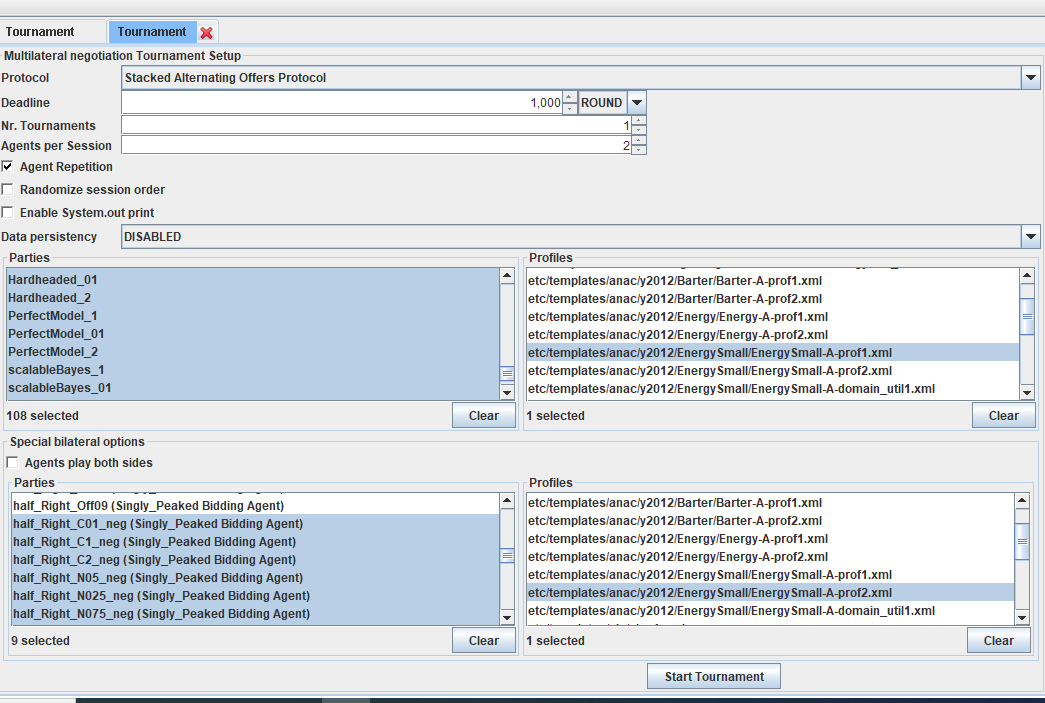 Tournament Tournament
Multilateral negotiation Tournament Setup
Protocol Stacked Alternating Offers Protocol
Deadline 1,000 ROUND
Nr. Tournaments 1
Agents per Session 2
Agent Repetition
Randomize session order
Enable System.out print
Data persistency DISABLED
Parties
Hardheaded_01
Hardheaded_2
PerfectModel_1
PerfectModel_01
PerfectModel_2
scalableBayes_1
scalableBayes_01
108 selected Clear
Profiles
etc/templates/anac/y2012/Barter/Barter-A-prof1.xml
etc/templates/anac/y2012/Barter/Barter-A-prof2.xml
etc/templates/anac/y2012/Energy/Energy-A-prof1.xml
etc/templates/anac/y2012/Energy/Energy-A-prof2.xml
etc/templates/anac/y2012/EnergySmall/EnergySmall-A-prof1.xml
etc/templates/anac/y2012/EnergySmall/EnergySmall-A-prof2.xml
etc/templates/anac/y2012/EnergySmall/EnergySmall-A-domain_util1.xml
1 selected Clear
Special bilateral options
Agents play both sides
Parties
half_Right_Off09 (Singly_Peaked Bidding Agent)
half_Right_C01_neg (Singly_Peaked Bidding Agent)
half_Right_C1_neg (Singly_Peaked Bidding Agent)
half_Right_C2_neg (Singly_Peaked Bidding Agent)
half_Right_N05_neg (Singly_Peaked Bidding Agent)
half_Right_N025_neg (Singly_Peaked Bidding Agent)
half_Right_N075_neg (Singly_Peaked Bidding Agent)
9 selected Clear
Profiles
etc/templates/anac/y2012/Barter/Barter-A-prof1.xml
etc/templates/anac/y2012/Barter/Barter-A-prof2.xml
etc/templates/anac/y2012/Energy/Energy-A-prof1.xml
etc/templates/anac/y2012/Energy/Energy-A-prof2.xml
etc/templates/anac/y2012/EnergySmall/EnergySmall-A-prof1.xml
etc/templates/anac/y2012/EnergySmall/EnergySmall-A-prof2.xml
etc/templates/anac/y2012/EnergySmall/EnergySmall-A-domain_util1.xml
1 selected Clear
Start Tournament